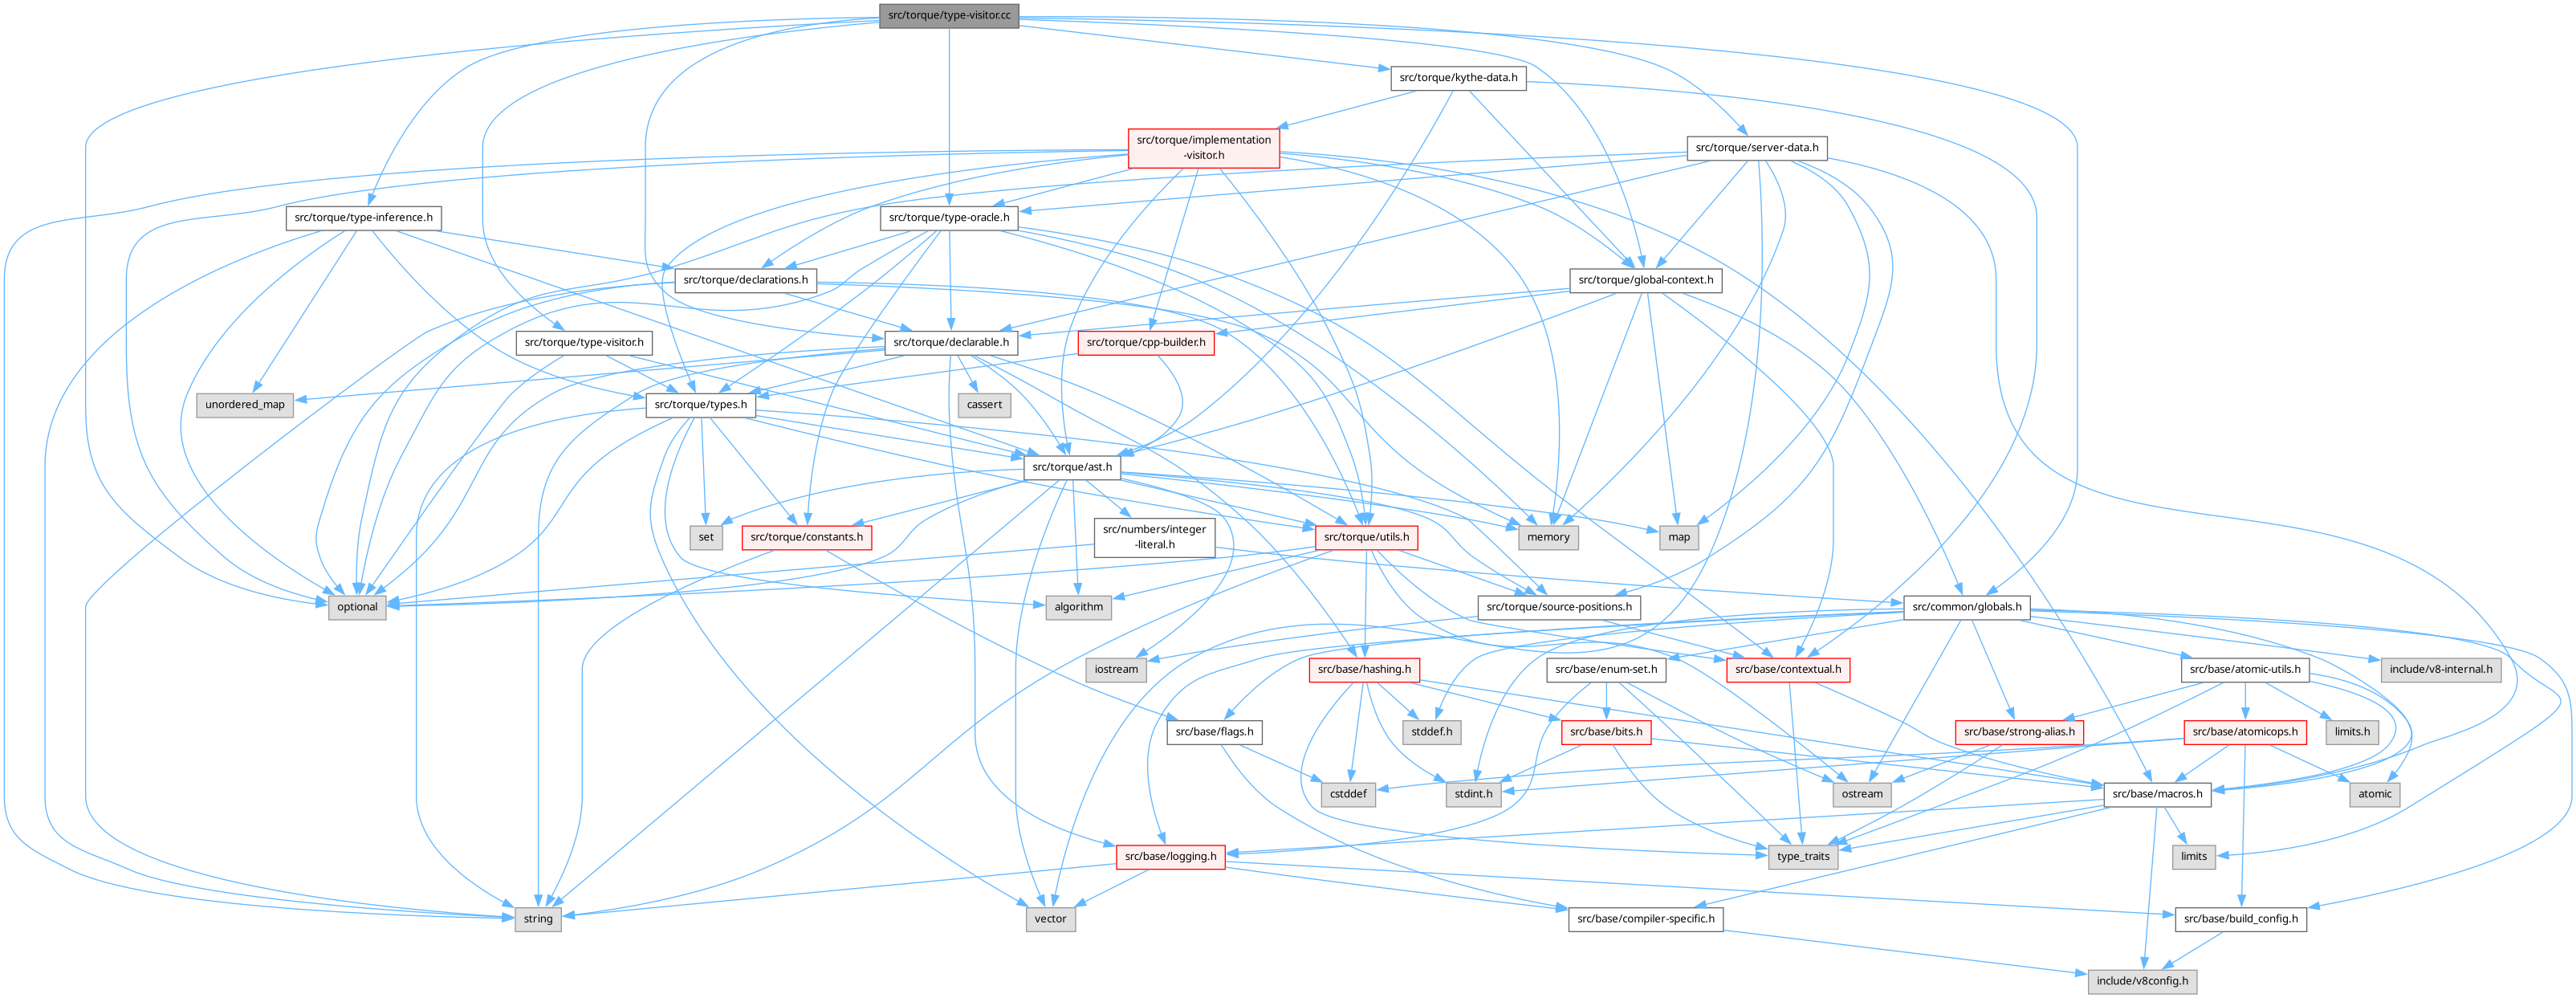 src/torque/type-visitor.cc
src/torque/kythe-data.h
src/torque/implementation
-visitor.h
src/torque/server-data.h
src/torque/type-inference.h
src/torque/type-oracle.h
src/torque/declarations.h
src/torque/global-context.h
src/torque/type-visitor.h
src/torque/declarable.h
src/torque/cpp-builder.h
unordered_map
src/torque/types.h
cassert
src/torque/ast.h
set
src/torque/constants.h
src/numbers/integer
-literal.h
src/torque/utils.h
memory
map
optional
algorithm
src/torque/source-positions.h
src/common/globals.h
iostream
src/base/hashing.h
src/base/enum-set.h
src/base/contextual.h
src/base/atomic-utils.h
include/v8-internal.h
src/base/flags.h
stddef.h
src/base/bits.h
src/base/strong-alias.h
src/base/atomicops.h
limits.h
cstddef
stdint.h
ostream
src/base/macros.h
atomic
src/base/logging.h
type_traits
limits
string
vector
src/base/compiler-specific.h
src/base/build_config.h
include/v8config.h